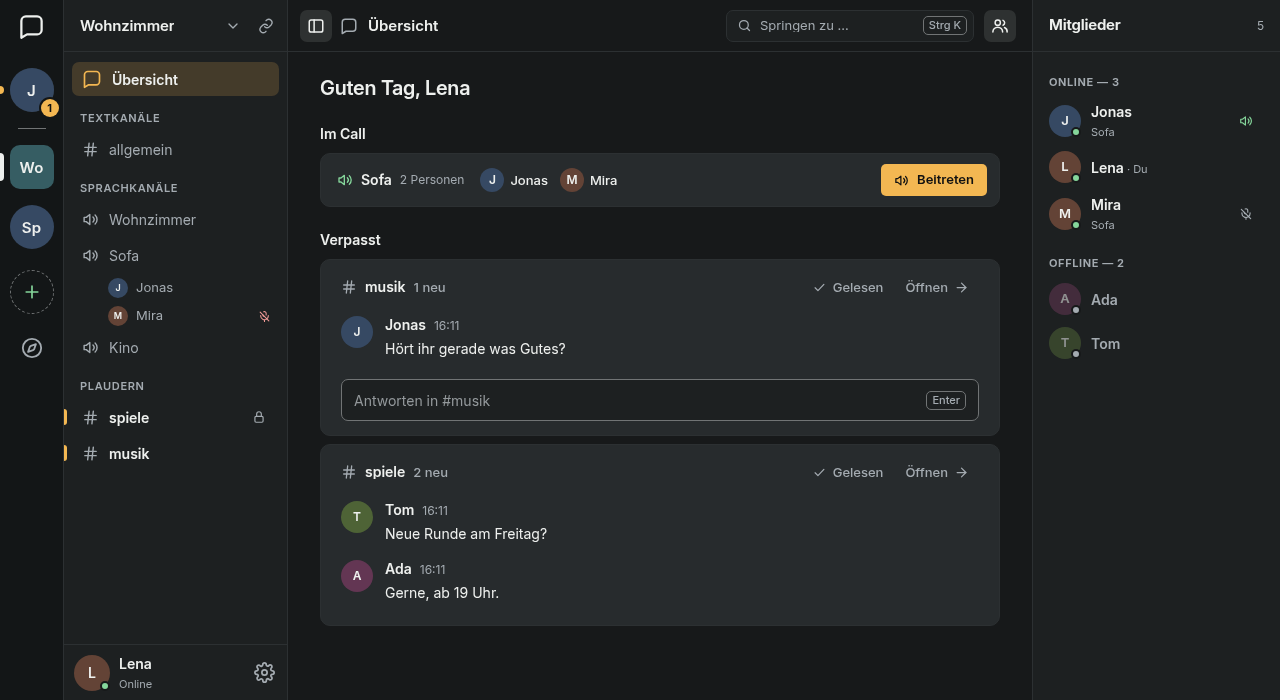 J
1
Wo
Sp
Wohnzimmer
Übersicht
TEXTKANÄLE
allgemein
SPRACHKANÄLE
Wohnzimmer
Sofa
J Jonas
M Mira
Kino
PLAUDERN
spiele
musik
L Lena
Online
Übersicht
Springen zu ... Strg K
Guten Tag, Lena
Im Call
Sofa 2 Personen J Jonas M Mira Beitreten
Verpasst
# musik 1 neu Gelesen Öffnen
J Jonas 16:11
Hört ihr gerade was Gutes?
Antworten in #musik Enter
# spiele 2 neu Gelesen Öffnen
T Tom 16:11
Neue Runde am Freitag?
A Ada 16:11
Gerne, ab 19 Uhr.
Mitglieder 5
ONLINE — 3
J Jonas
Sofa
L Lena · Du
M Mira
Sofa
OFFLINE — 2
A Ada
T Tom